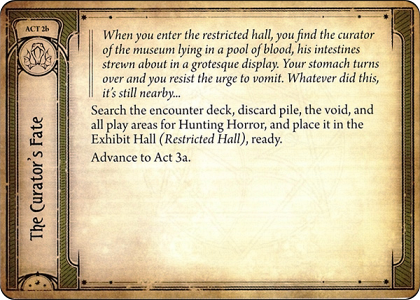 ACT 2b
The Curator's Fate
When you enter the restricted hall, you find the curator
of the museum lying in a pool of blood, his intestines
strewn about in a grotesque display. Your stomach turns
over and you resist the urge to vomit. Whatever did this,
it's still nearby...
Search the encounter deck, discard pile, the void, and
all play areas for Hunting Horror, and place it in the
Exhibit Hall (Restricted Hall), ready.
Advance to Act 3a.